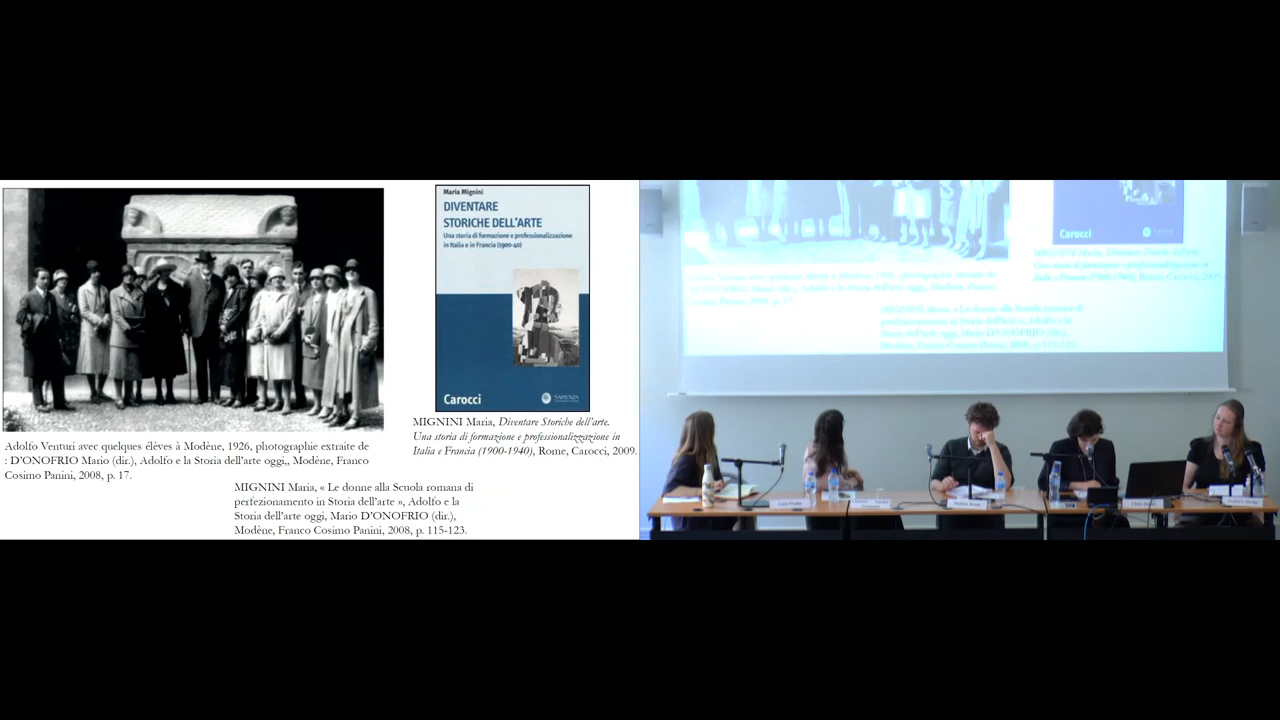 Maria Mignini
DIVENTARE
STORICHE DELL'ARTE
Una storia di formazione e professionalizzazione
in Italia e in Francia (1900-40)
Carocci
SAPIENZA
MIGNINI Maria, Diventare Storiche dell'arte.
Una storia di formazione e professionalizzazione in
Italia e Francia (1900-1940), Rome, Carocci, 2009.
Adolfo Venturi avec quelques élèves à Modène, 1926, photographie extraite de
: D'ONOFRIO Mario (dir.), Adolfo e la Storia dell'arte oggi,, Modène, Franco
Cosimo Panini, 2008, p. 17.
MIGNINI Maria, « Le donne alla Scuola romana di
perfezionamento in Storia dell'arte », Adolfo e la
Storia dell'arte oggi, Mario D'ONOFRIO (dir.),
Modène, Franco Cosimo Panini, 2008, p. 115-123.
Carocci